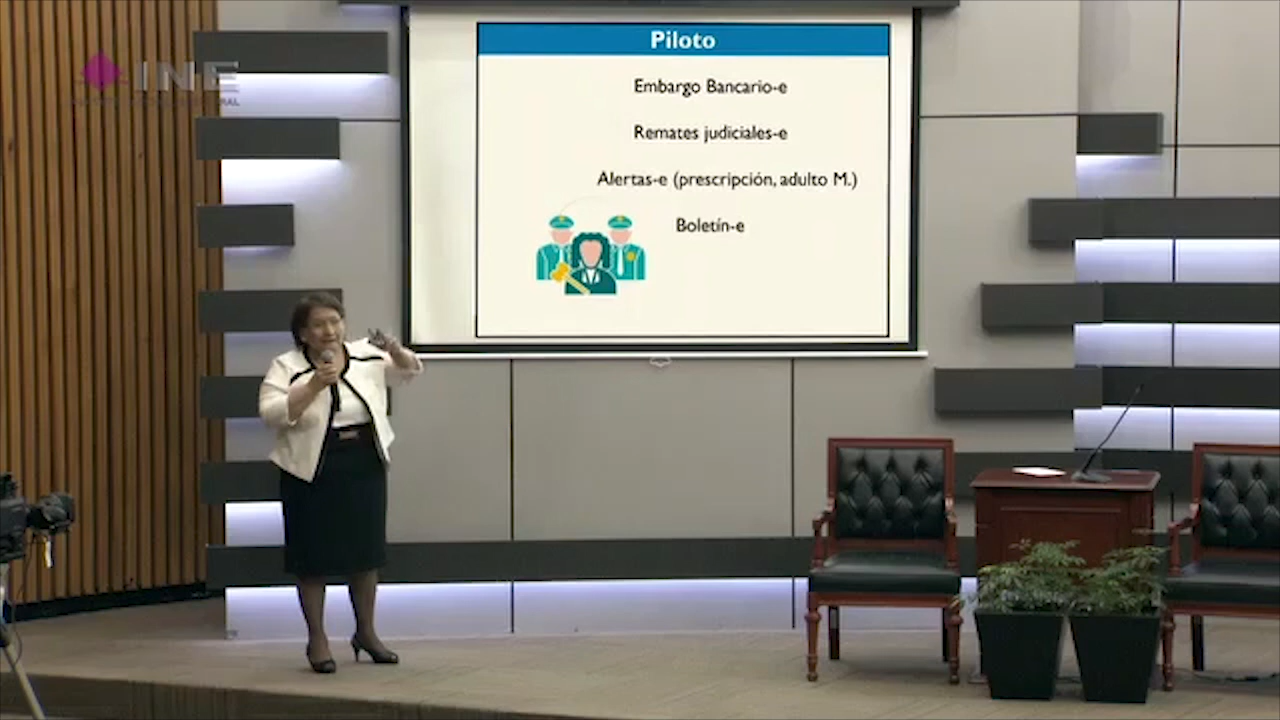 INE
Piloto
Embargo Bancario-e
Remates judiciales-e
Alertas-e (prescripción, adulto M.)
Boletín-e